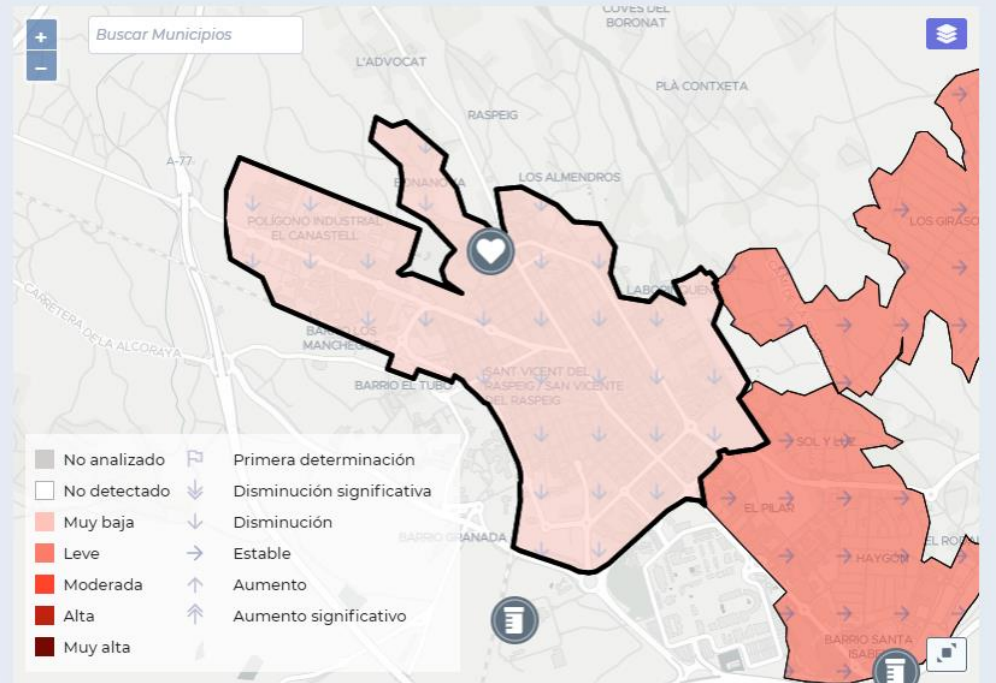 COVES DEL
BORONAT
+
Buscar Municipios
−
L'ADVOCAT
PLÀ CONTXETA
RASPEIG
A-77
BONANOVA
LOS ALMENDROS
POLÍGONO INDUSTRIAL
EL CANASTELL
LOS GIRASO
CARRETERA DE LA ALCORAYA
BARRIO LOS
MANCHEGOS
BARRIO EL TUBO
SANT VICENT DEL
RASPEIG / SAN VICENTE
DEL RASPEIG
SOL Y LUZ
EL PILAR
BARRIO GRANADA
HAYGÓN
EL RODA
BARRIO SANTA
ISABEL
No analizado
Primera determinación
No detectado
Disminución significativa
Muy baja
Disminución
Leve
Estable
Moderada
Aumento
Alta
Aumento significativo
Muy alta